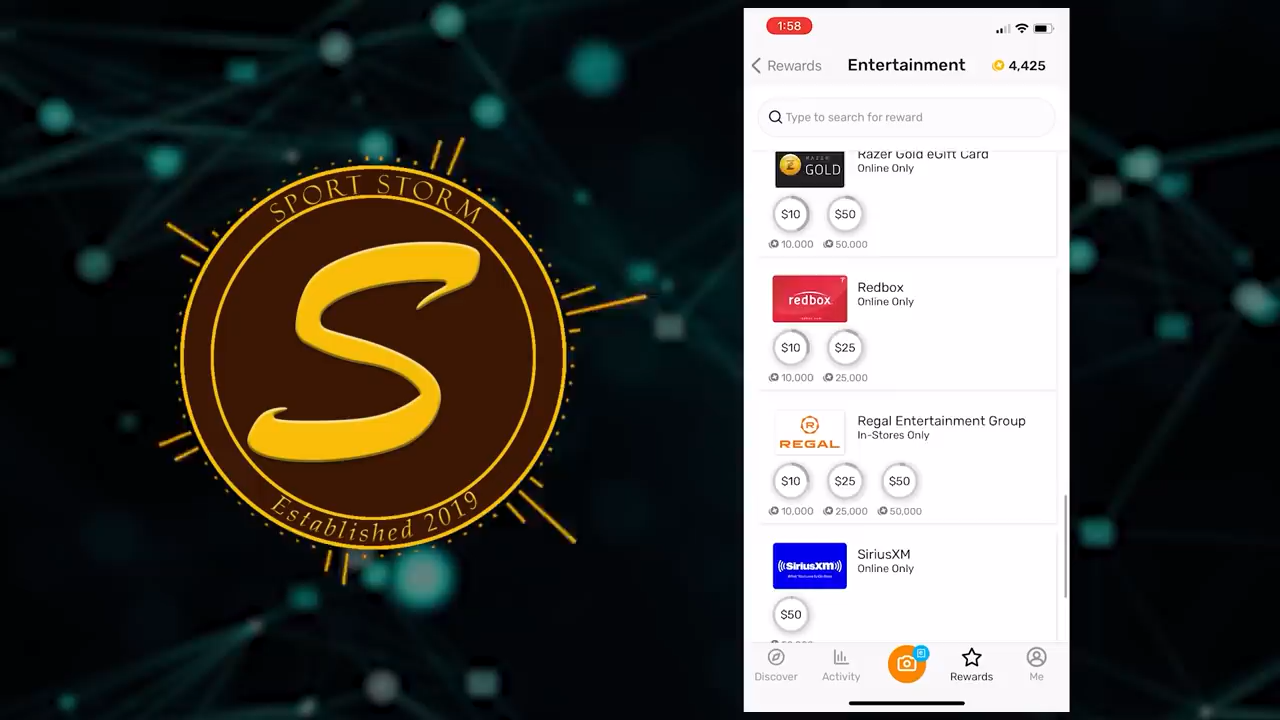 SPORT STORM
S
Established 2019
1:58
Rewards
Entertainment
4,425
Type to search for reward
RAZER
GOLD
Razer Gold eGift Card
Online Only
$10 $50
10,000 50,000
redbox.
Redbox
Online Only
$10 $25
10,000 25,000
R
REGAL
Regal Entertainment Group
In-Stores Only
$10 $25 $50
10,000 25,000 50,000
((SiriusXM))
SiriusXM
Online Only
$50
Discover
Activity
Rewards
Me